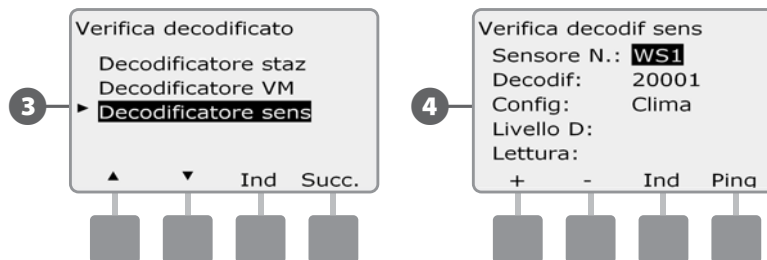 3
Verifica decodificato
Decodificatore staz
Decodificatore VM
► Decodificatore sens
▲ ▼ Ind Succ.
4
Verifica decodif sens
Sensore N.: WS1
Decodif: 20001
Config: Clima
Livello D:
Lettura:
+ - Ind Ping